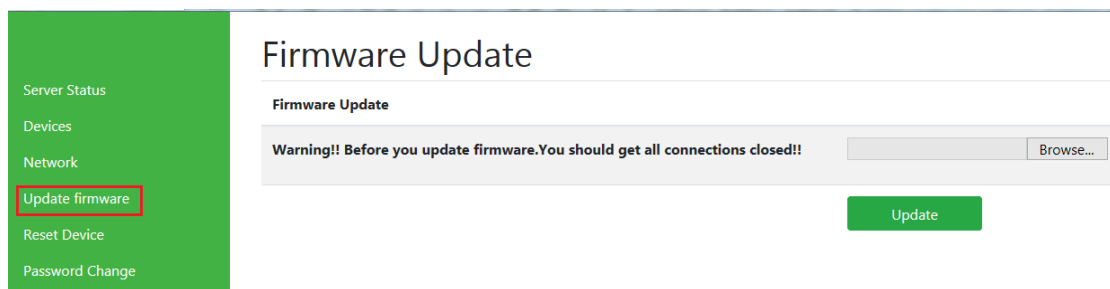 Firmware Update
Server Status
Firmware Update
Devices
Warning!! Before you update firmware.You should get all connections closed!!
Browse...
Network
Update firmware
Update
Reset Device
Password Change